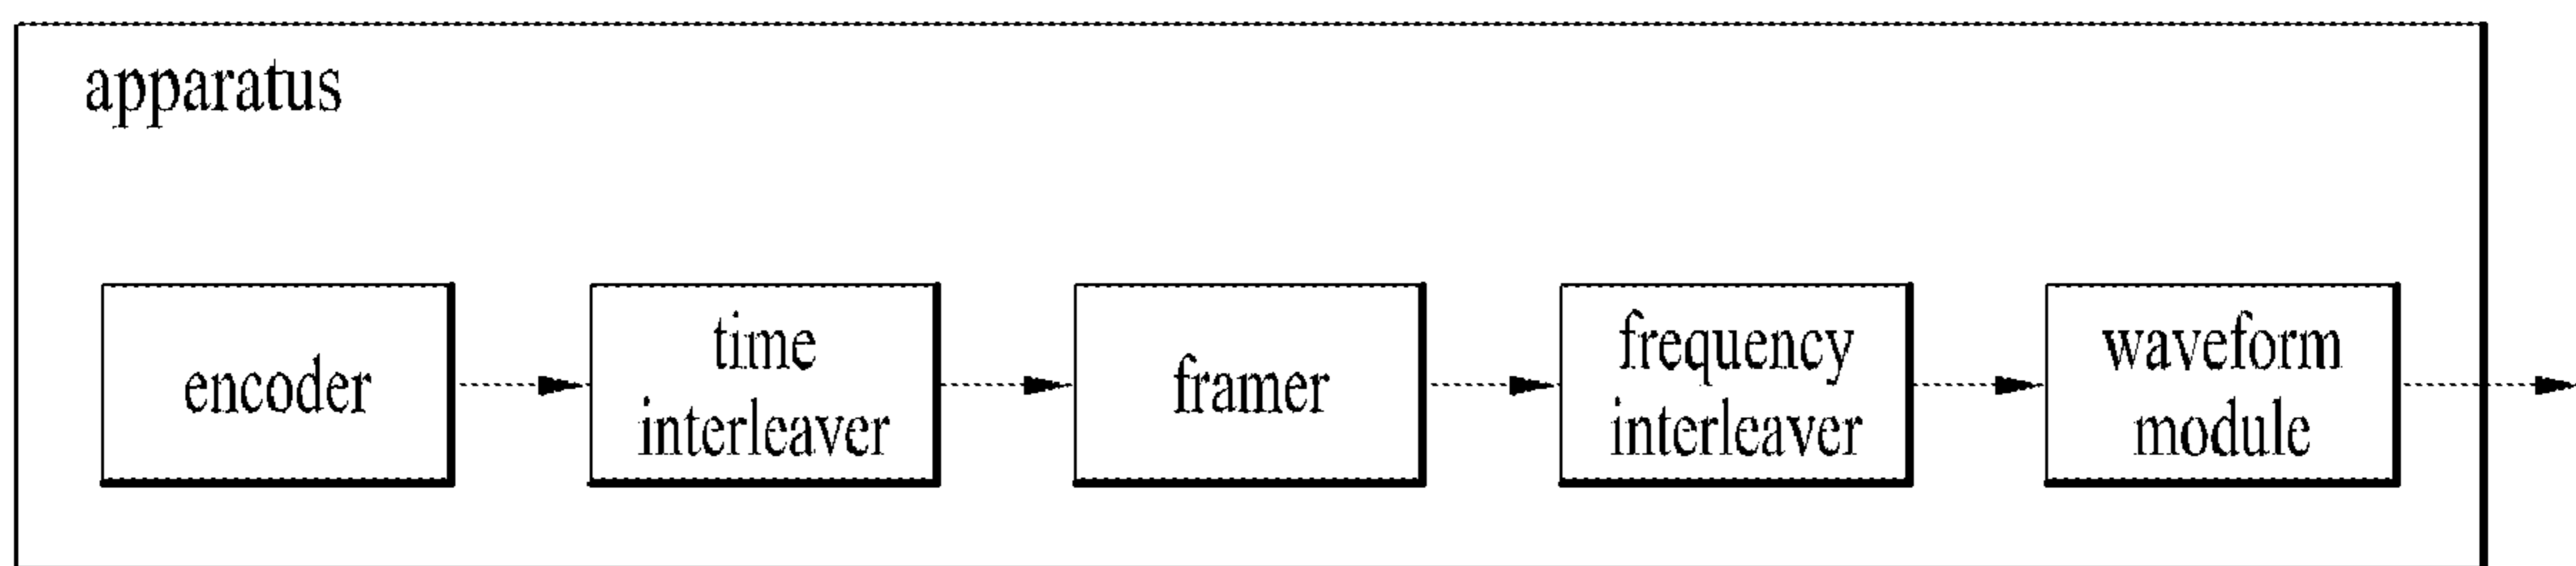 apparatus
encoder
time
interleaver
framer
frequency
interleaver
waveform
module